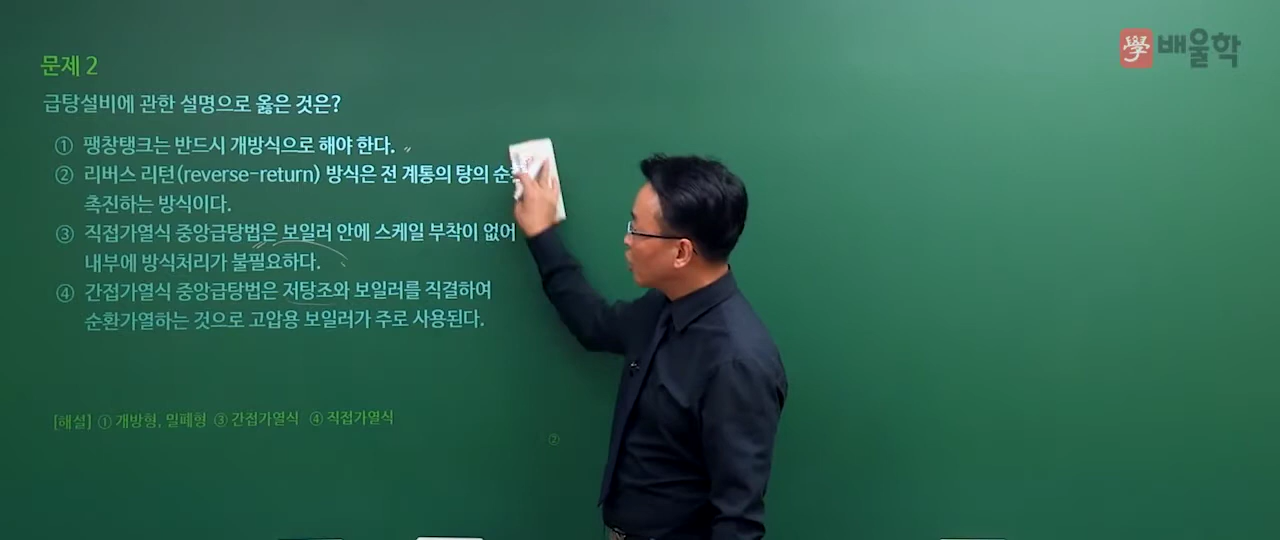 學 배울학
문제 2
급탕설비에 관한 설명으로 옳은 것은?
① 팽창탱크는 반드시 개방식으로 해야 한다.
② 리버스 리턴(reverse-return) 방식은 전 계통의 탕의
촉진하는 방식이다.
③ 직접가열식 중앙급탕법은 보일러 안에 스케일 부착이 없어
내부에 방식처리가 불필요하다.
④ 간접가열식 중앙급탕법은 저탕조와 보일러를 직결하여
순환가열하는 것으로 고압용 보일러가 주로 사용된다.
[해설] ① 개방형, 밀폐형 ③ 간접가열식 ④ 직접가열식
②